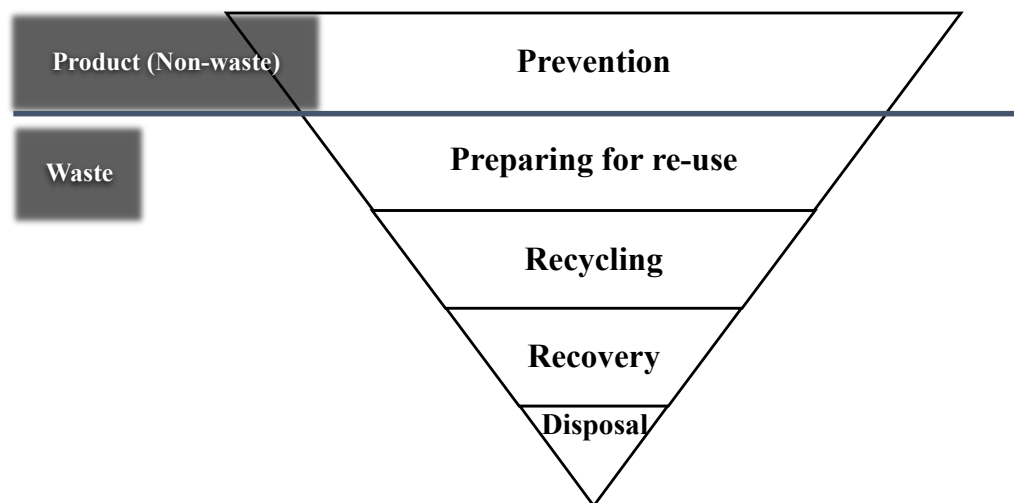 Product (Non-waste)
Prevention
Preparing for re-use
Waste
Recycling
Recovery
Disposal